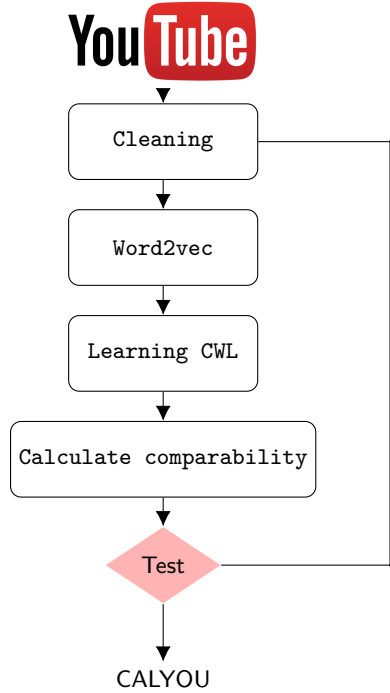 YouTube
Cleaning
Word2vec
Learning CWL
Calculate comparability
Test
CALYOU